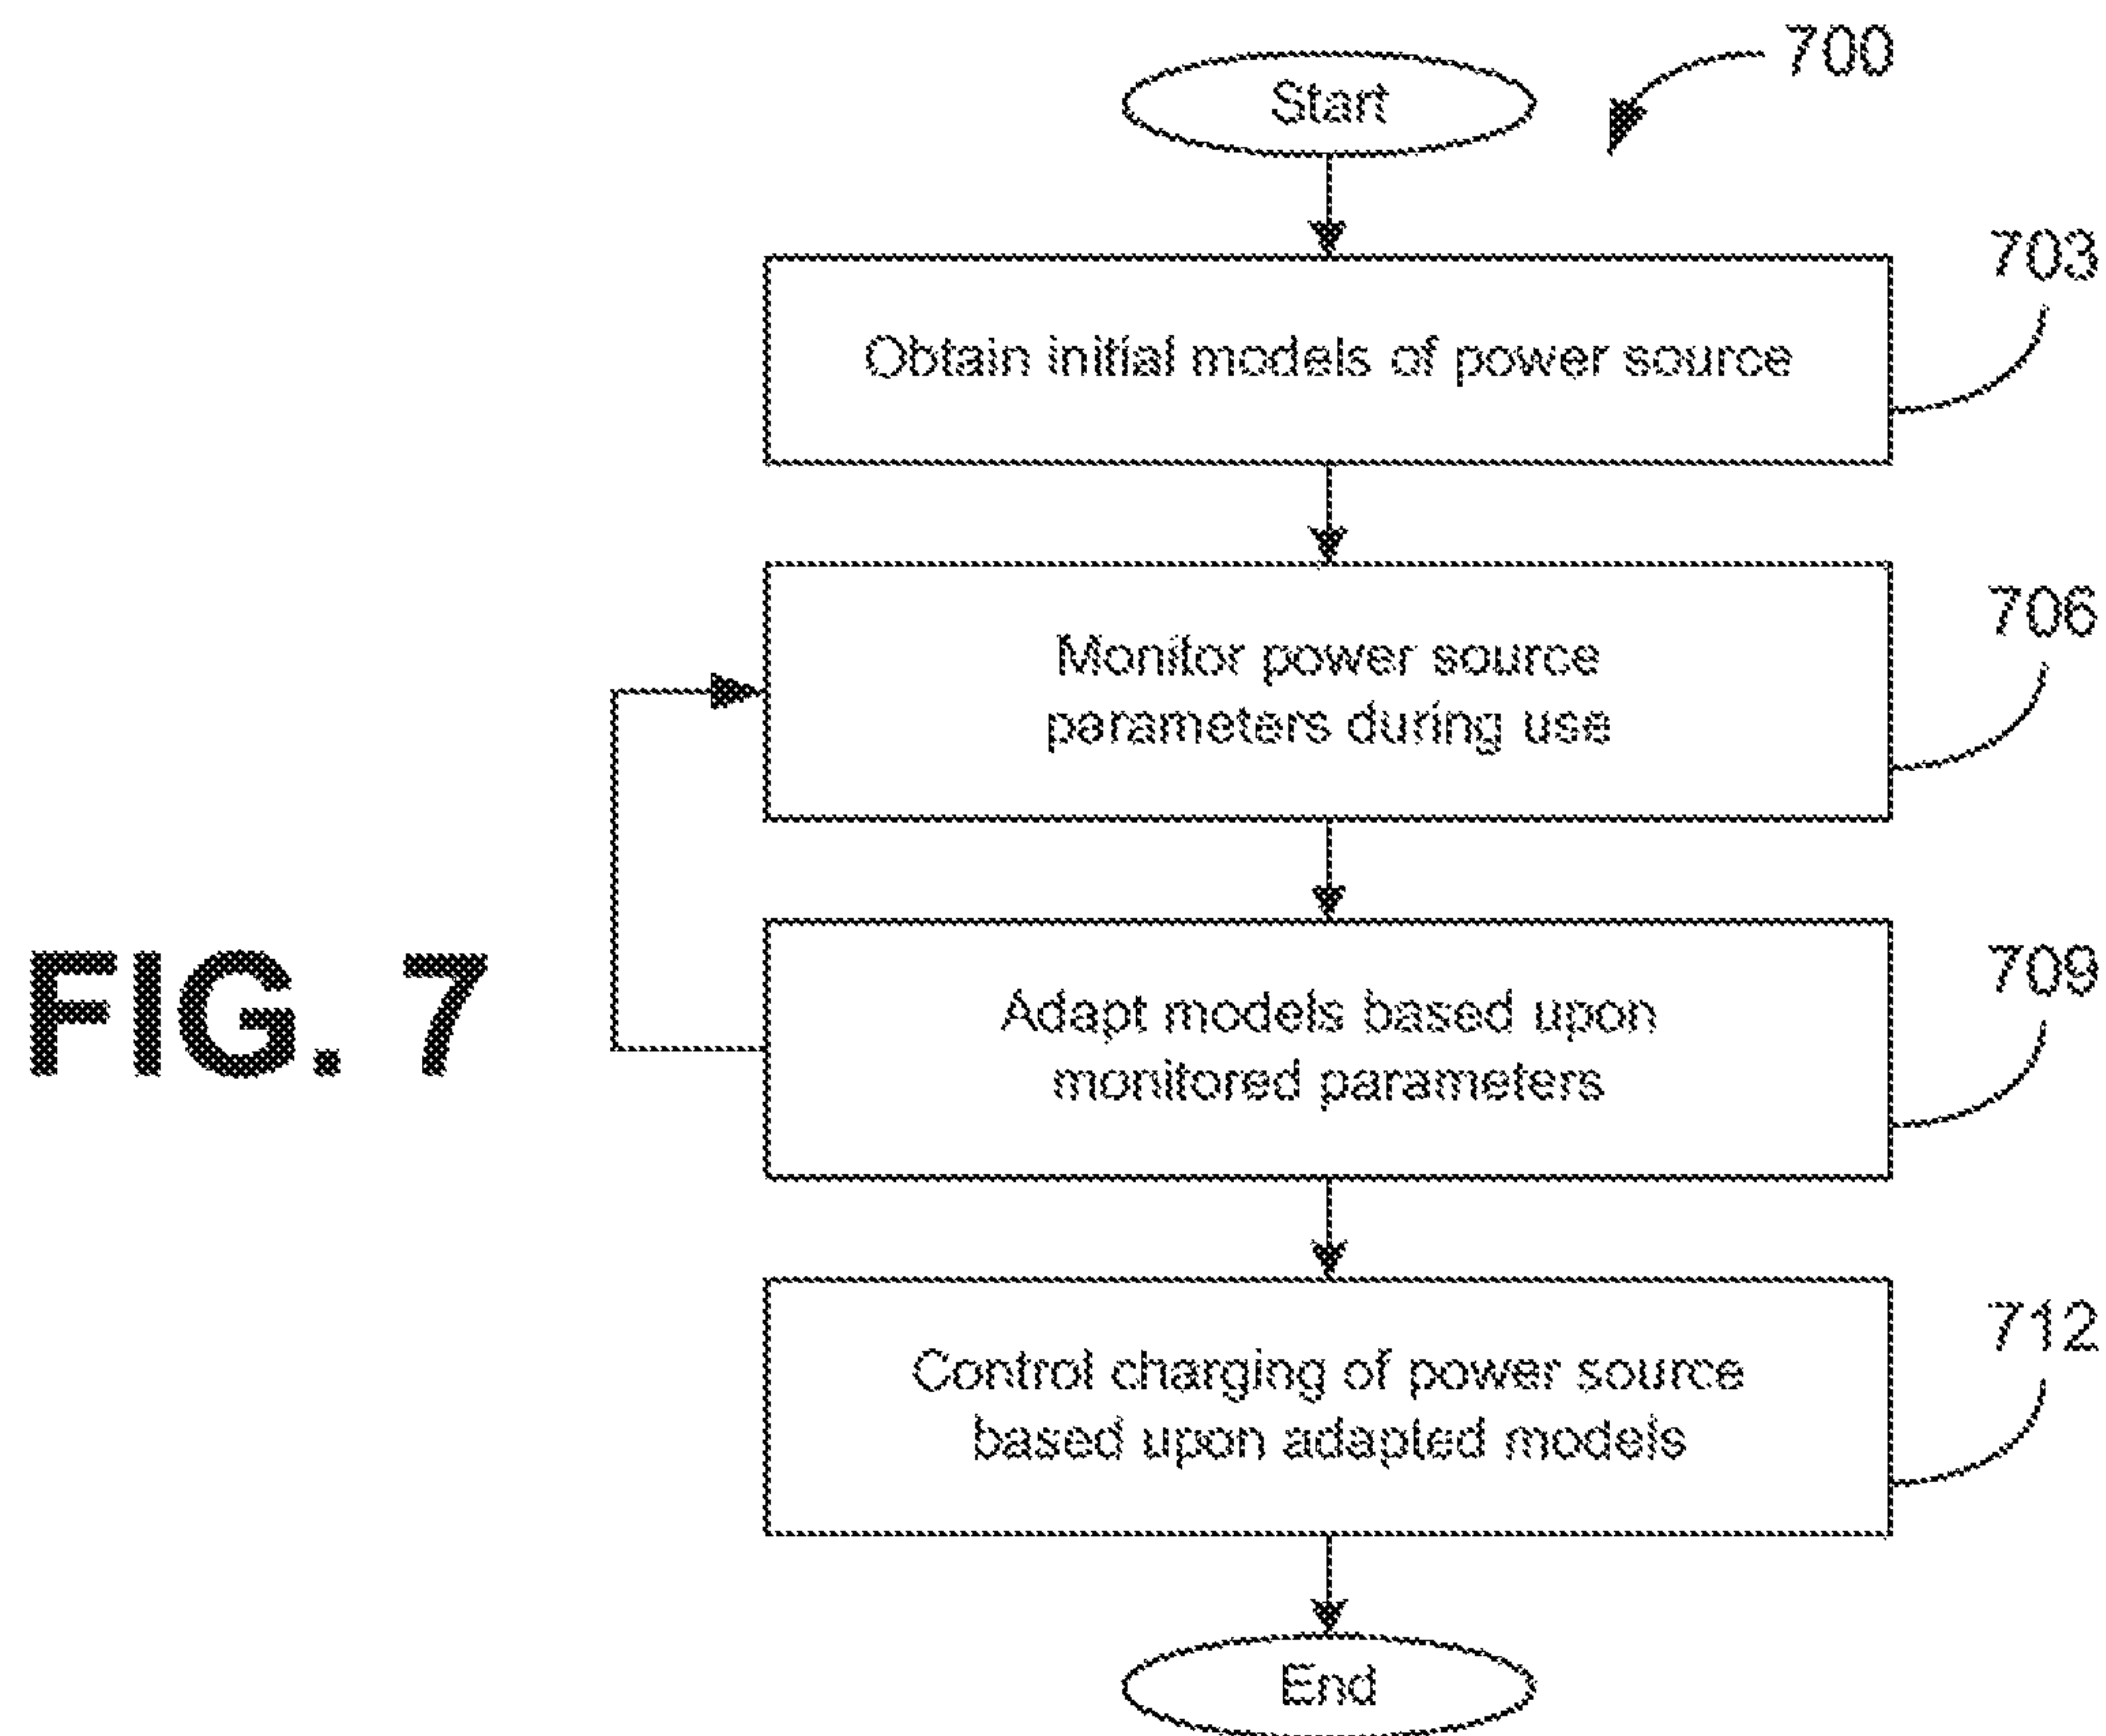 700
Start
703
Obtain initial models of power source
706
Monitor power source
parameters during use
709
Adapt models based upon
monitored parameters
FIG. 7
712
Control charging of power source
based upon adapted models
End